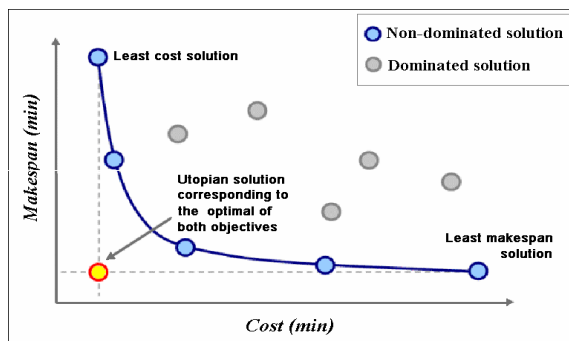 Non-dominated solution
Dominated solution
Least cost solution
Utopian solution
corresponding to
the optimal of
both objectives
Least makespan
solution
Makespan (min)
Cost (min)